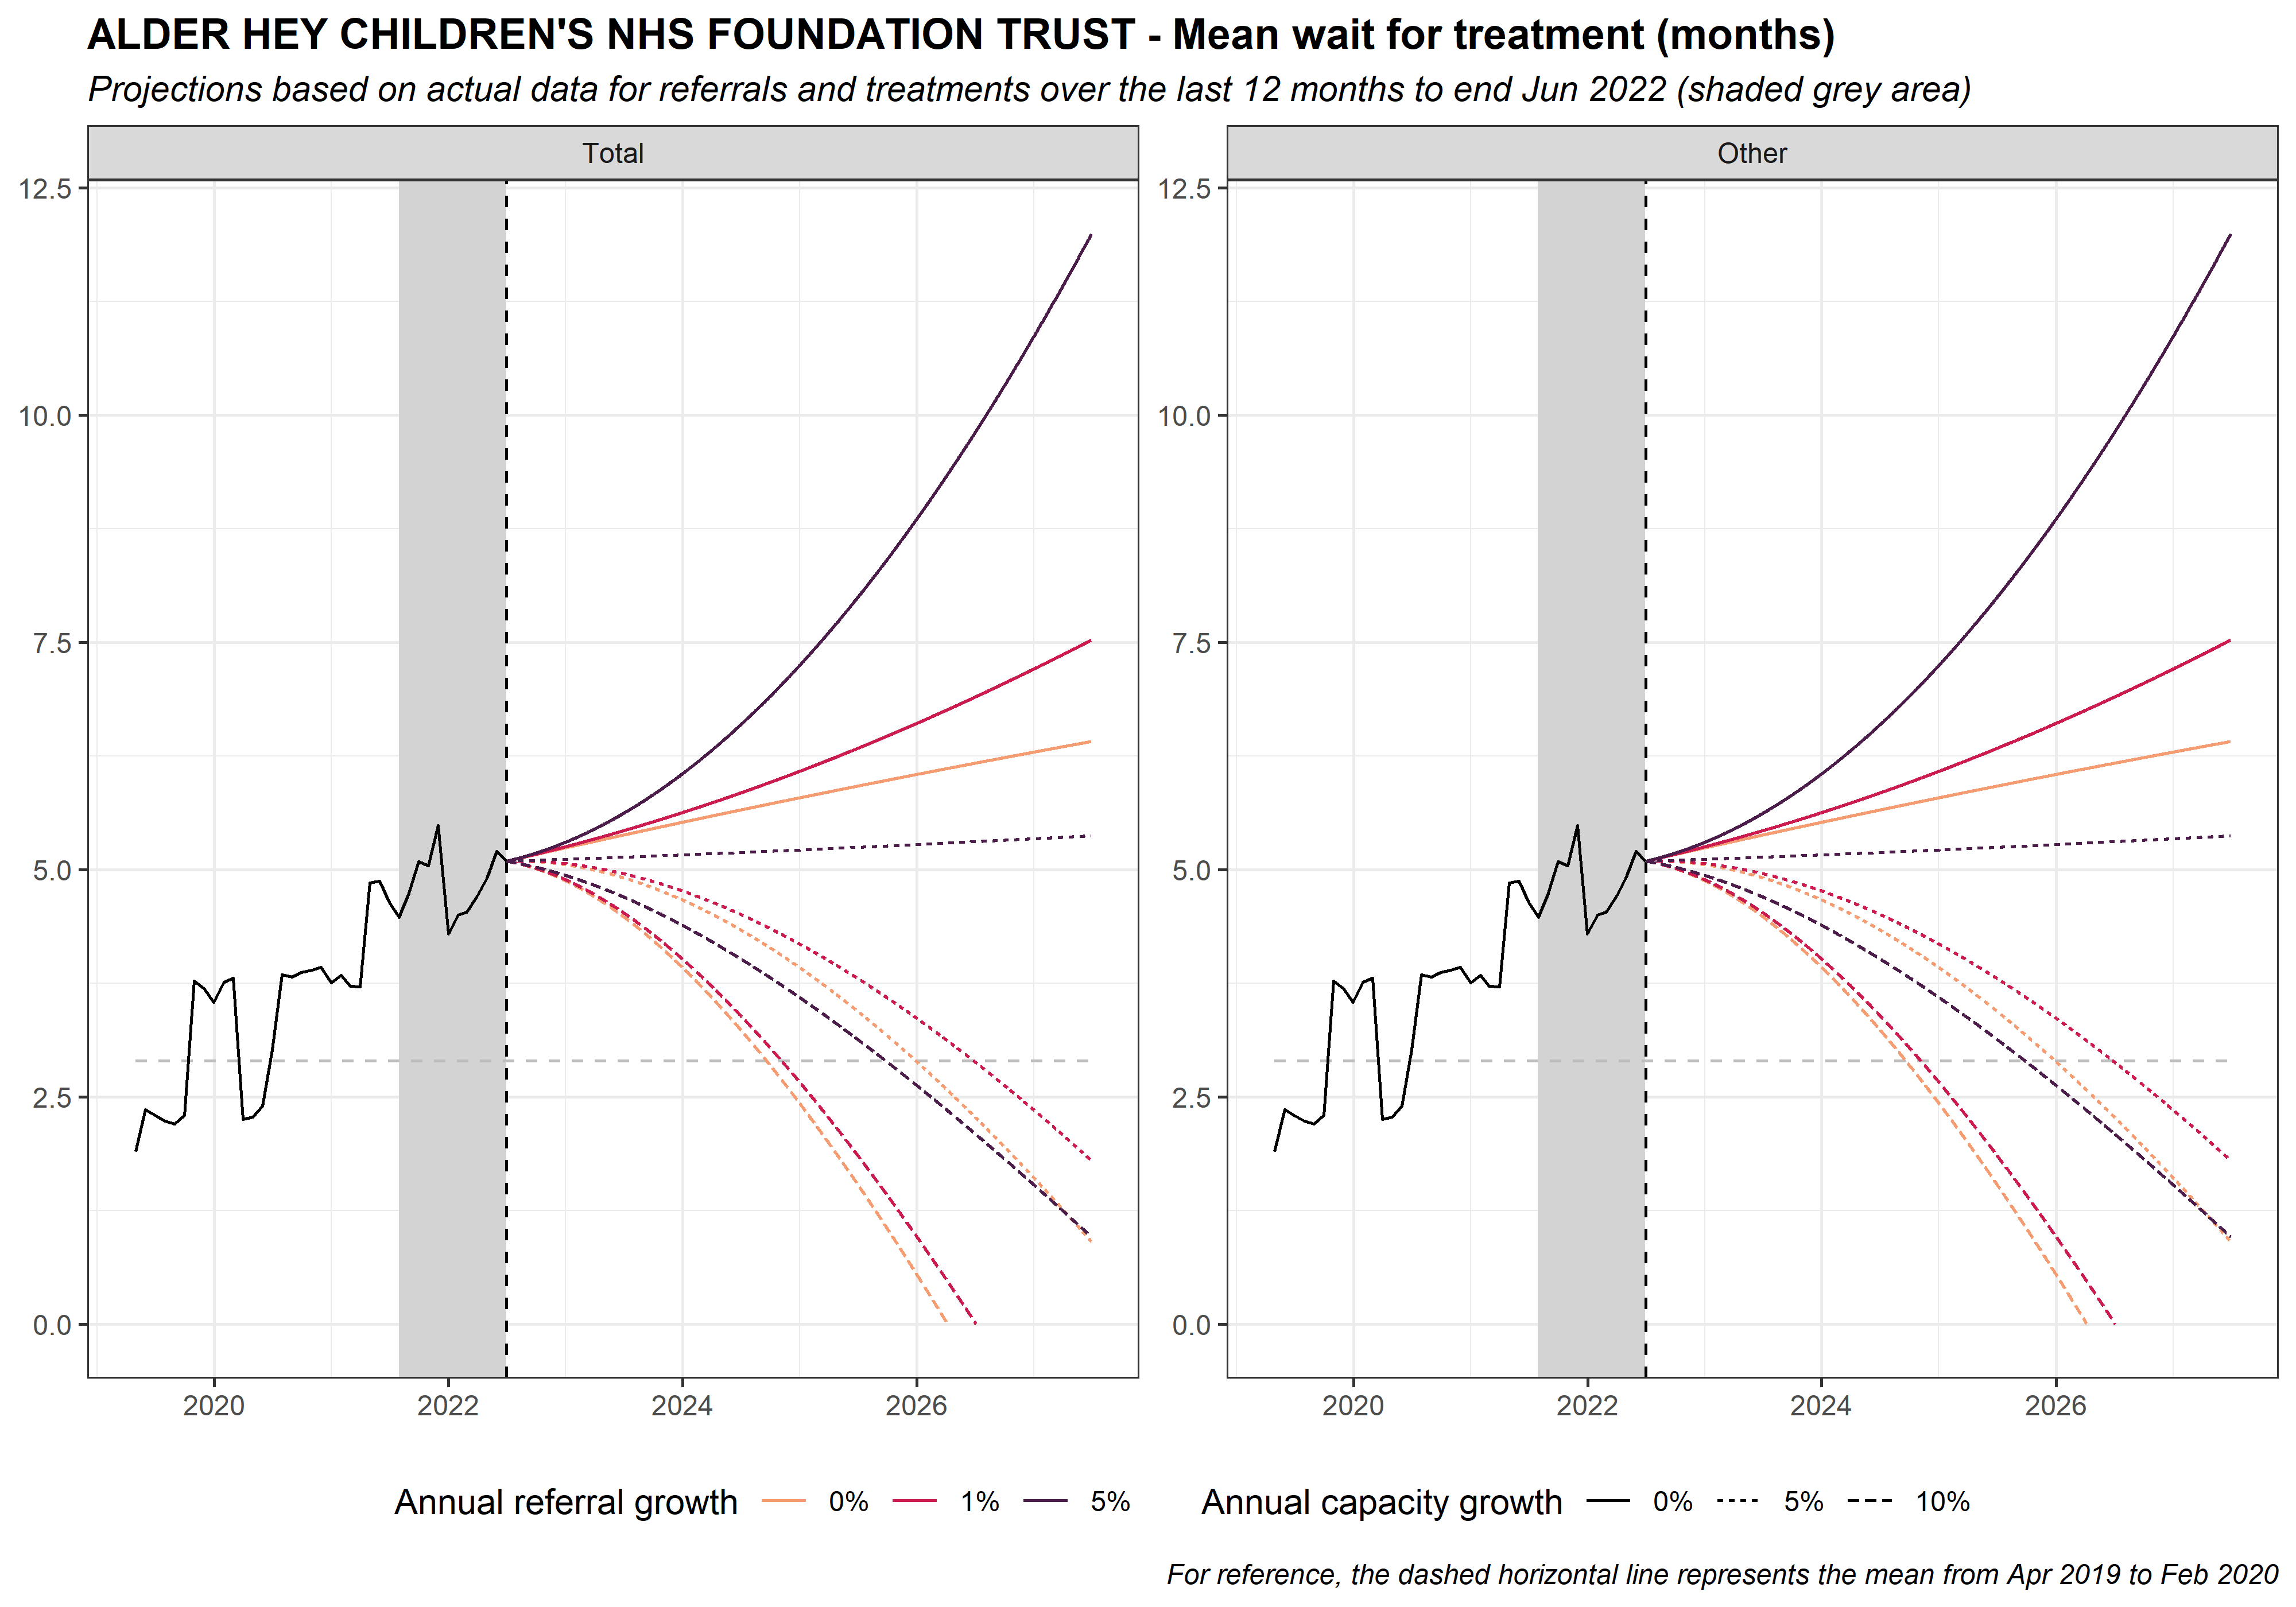 ALDER HEY CHILDREN'S NHS FOUNDATION TRUST - Mean wait for treatment (months)
Projections based on actual data for referrals and treatments over the last 12 months to end Jun 2022 (shaded grey area)
Total
12.5
10.0
7.5
5.0
2.5
0.0
2020 2022 2024 2026
Other
12.5
10.0
7.5
5.0
2.5
0.0
2020 2022 2024 2026
Annual referral growth 0% 1% 5%
Annual capacity growth 0% 5% 10%
For reference, the dashed horizontal line represents the mean from Apr 2019 to Feb 2020